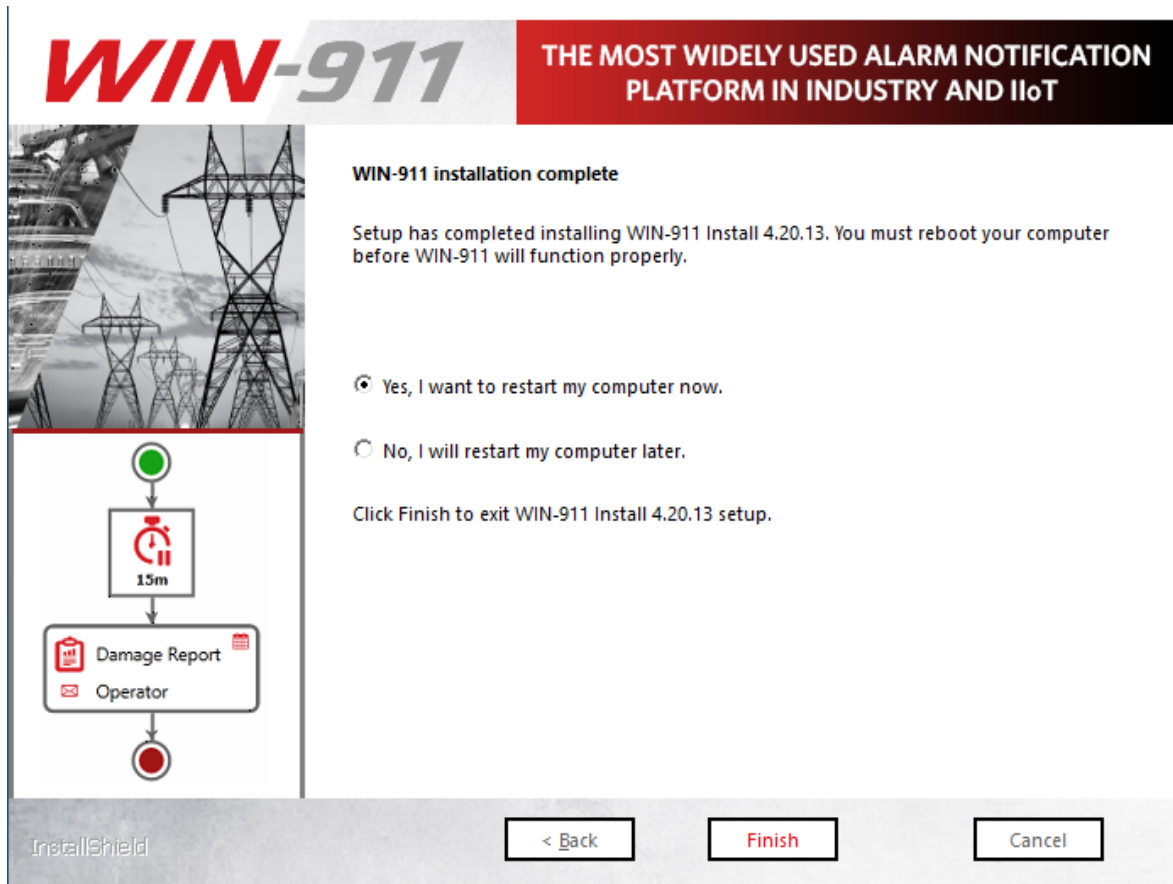 WIN-911
THE MOST WIDELY USED ALARM NOTIFICATION
PLATFORM IN INDUSTRY AND IIoT
WIN-911 installation complete
Setup has completed installing WIN-911 Install 4.20.13. You must reboot your computer
before WIN-911 will function properly.
Yes, I want to restart my computer now.
No, I will restart my computer later.
Click Finish to exit WIN-911 Install 4.20.13 setup.
15m
Damage Report
Operator
InstallShield
< Back
Finish
Cancel